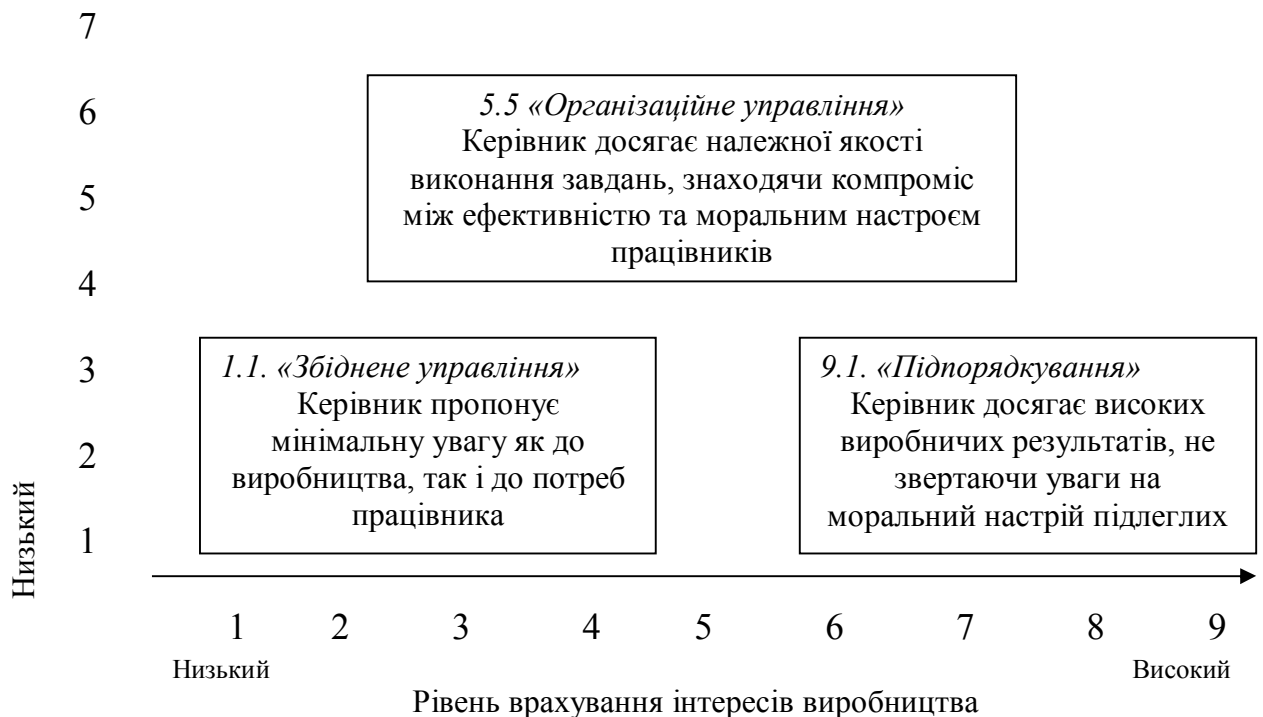 7
6
5
4
3
2
1
Низький
5.5 «Організаційне управління»
Керівник досягає належної якості
виконання завдань, знаходячи компроміс
між ефективністю та моральним настроєм
працівників
1.1. «Збіднене управління»
Керівник пропонує
мінімальну увагу як до
виробництва, так і до потреб
працівника
9.1. «Підпорядкування»
Керівник досягає високих
виробничих результатів, не
звертаючи уваги на
моральний настрій підлеглих
1 2 3 4 5 6 7 8 9
Низький Високий
Рівень врахування інтересів виробництва